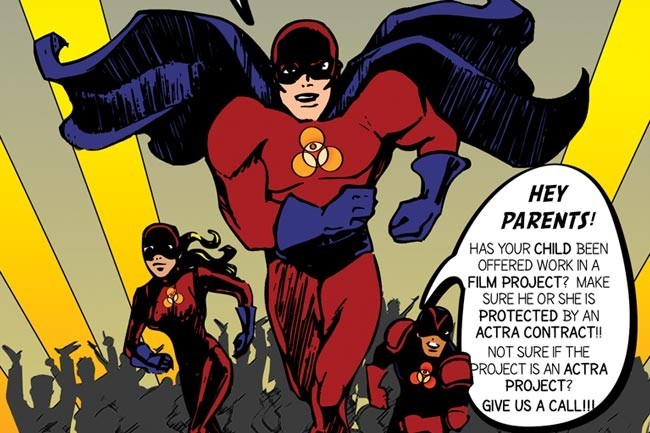 HEY
PARENTS!
HAS YOUR CHILD BEEN
OFFERED WORK IN A
FILM PROJECT? MAKE
SURE HE OR SHE IS
PROTECTED BY AN
ACTRA CONTRACT!!
NOT SURE IF THE
PROJECT IS AN ACTRA
PROJECT?
GIVE US A CALL!!!